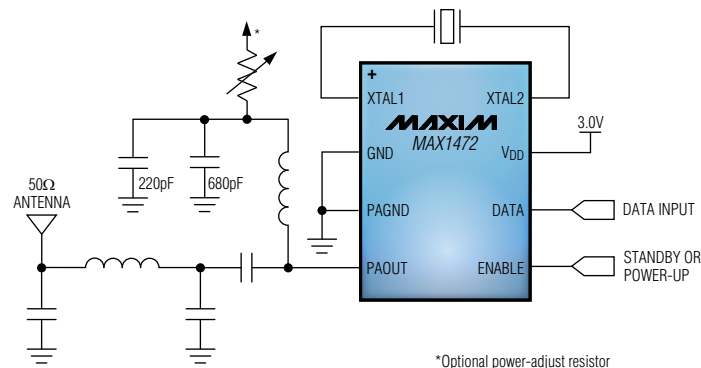 *
+
XTAL1 XTAL2
MAXIM
MAX1472
3.0V
GND VDD
220pF 680pF
50Ω
ANTENNA
PAGND DATA DATA INPUT
PAOUT ENABLE STANDBY OR
POWER-UP
*Optional power-adjust resistor